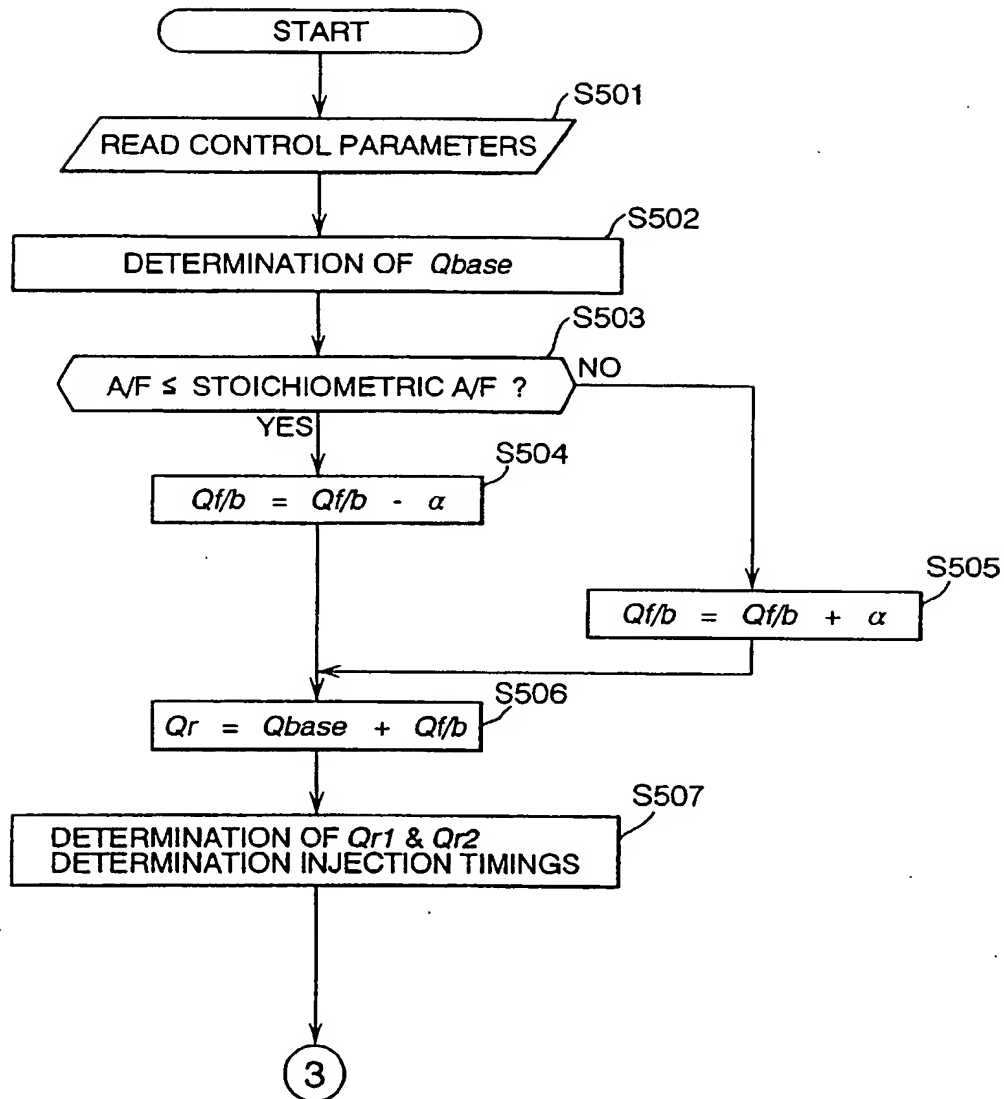 START
S501
READ CONTROL PARAMETERS
S502
DETERMINATION OF Qbase
S503
A/F ≤ STOICHIOMETRIC A/F ?
NO
YES
S504
Qf/b = Qf/b - α
S505
Qf/b = Qf/b + α
S506
Qr = Qbase + Qf/b
S507
DETERMINATION OF Qr1 & Qr2
DETERMINATION INJECTION TIMINGS
3